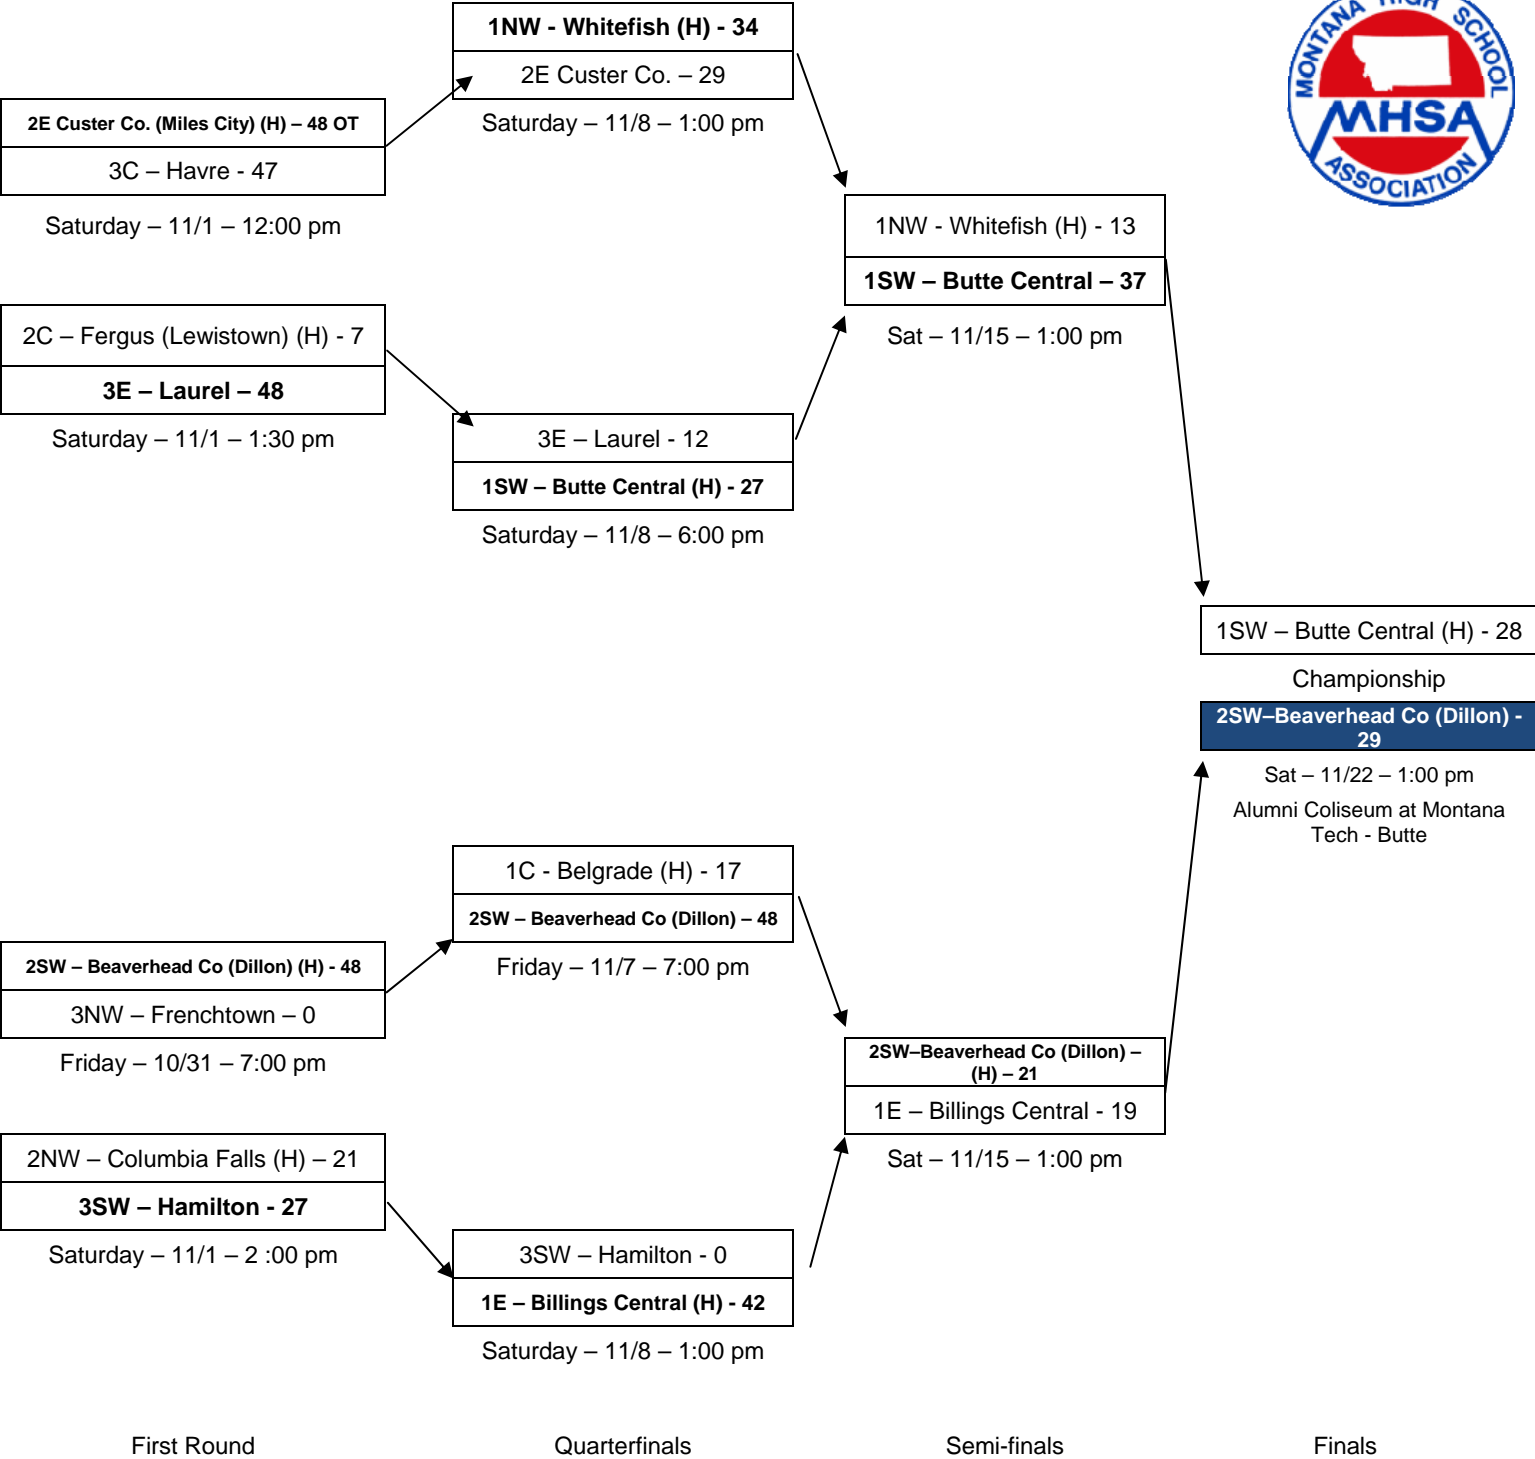 1NW - Whitefish (H) - 34
2E Custer Co. – 29
Saturday – 11/8 – 1:00 pm
MONTANA HIGH SCHOOL
MHSA
ASSOCIATION
2E Custer Co. (Miles City) (H) – 48 OT
3C – Havre - 47
Saturday – 11/1 – 12:00 pm
1NW - Whitefish (H) - 13
1SW – Butte Central – 37
Sat – 11/15 – 1:00 pm
2C – Fergus (Lewistown) (H) - 7
3E – Laurel – 48
Saturday – 11/1 – 1:30 pm
3E – Laurel - 12
1SW – Butte Central (H) - 27
Saturday – 11/8 – 6:00 pm
1SW – Butte Central (H) - 28
Championship
2SW–Beaverhead Co (Dillon) -
29
Sat – 11/22 – 1:00 pm
Alumni Coliseum at Montana
Tech - Butte
1C - Belgrade (H) - 17
2SW – Beaverhead Co (Dillon) – 48
Friday – 11/7 – 7:00 pm
2SW – Beaverhead Co (Dillon) (H) - 48
3NW – Frenchtown – 0
Friday – 10/31 – 7:00 pm
2SW–Beaverhead Co (Dillon) –
(H) – 21
1E – Billings Central - 19
Sat – 11/15 – 1:00 pm
2NW – Columbia Falls (H) – 21
3SW – Hamilton - 27
Saturday – 11/1 – 2 :00 pm
3SW – Hamilton - 0
1E – Billings Central (H) - 42
Saturday – 11/8 – 1:00 pm
First Round
Quarterfinals
Semi-finals
Finals